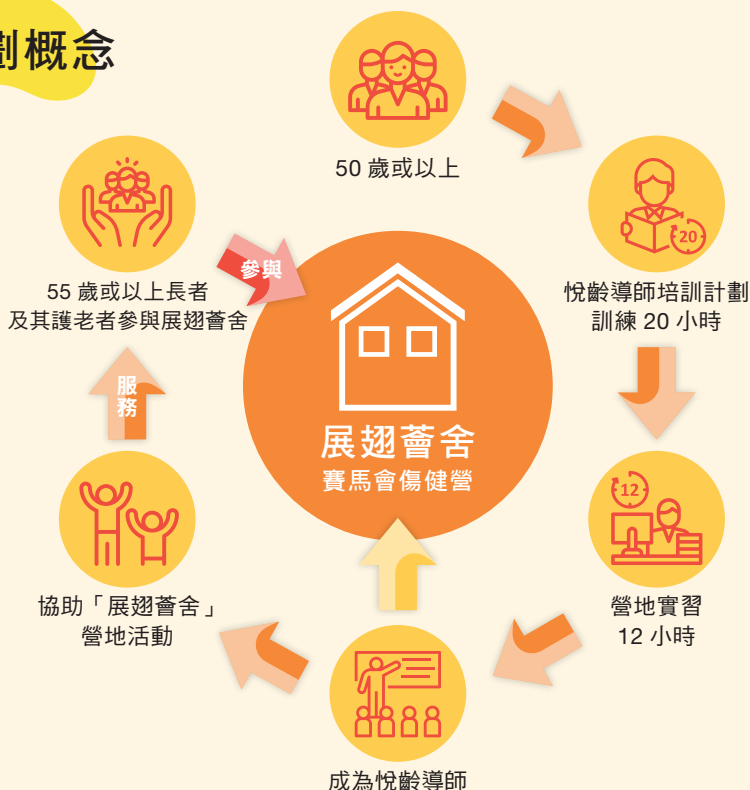 劃概念
50 歲或以上
悅齡導師培訓計劃
訓練 20 小時
20
營地實習
12 小時
12
成為悅齡導師
協助「展翅薈舍」
營地活動
服務
55 歲或以上長者
及其護老者參與展翅薈舍
參與
展翅薈舍
賽馬會傷健營